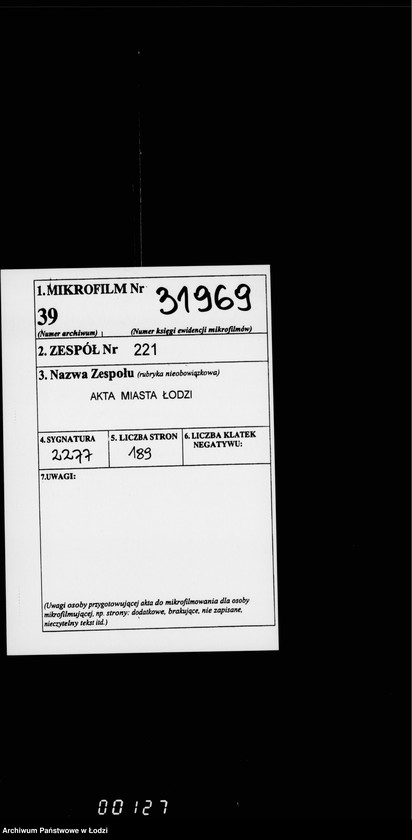 1.MIKROFILM Nr 31969
39
(Numer archiwum) (Numer księgi ewidencji mikrofilmów)
2. ZESPÓŁ Nr 221
3. Nazwa Zespołu (rubryka nieobowiązkowa)
AKTA MIASTA ŁODZI
4. SYGNATURA 5. LICZBA STRON 6. LICZBA KLATEK
NEGATYWU:
2277 189
7.UWAGI:
(Uwagi osoby przygotowującej akta do mikrofilmowania dla osoby
mikrofilmującej, np. strony: dodatkowe, brakujące, nie zapisane,
nieczytelny tekst itd.)
00127
Archiwum Państwowe w Łodzi